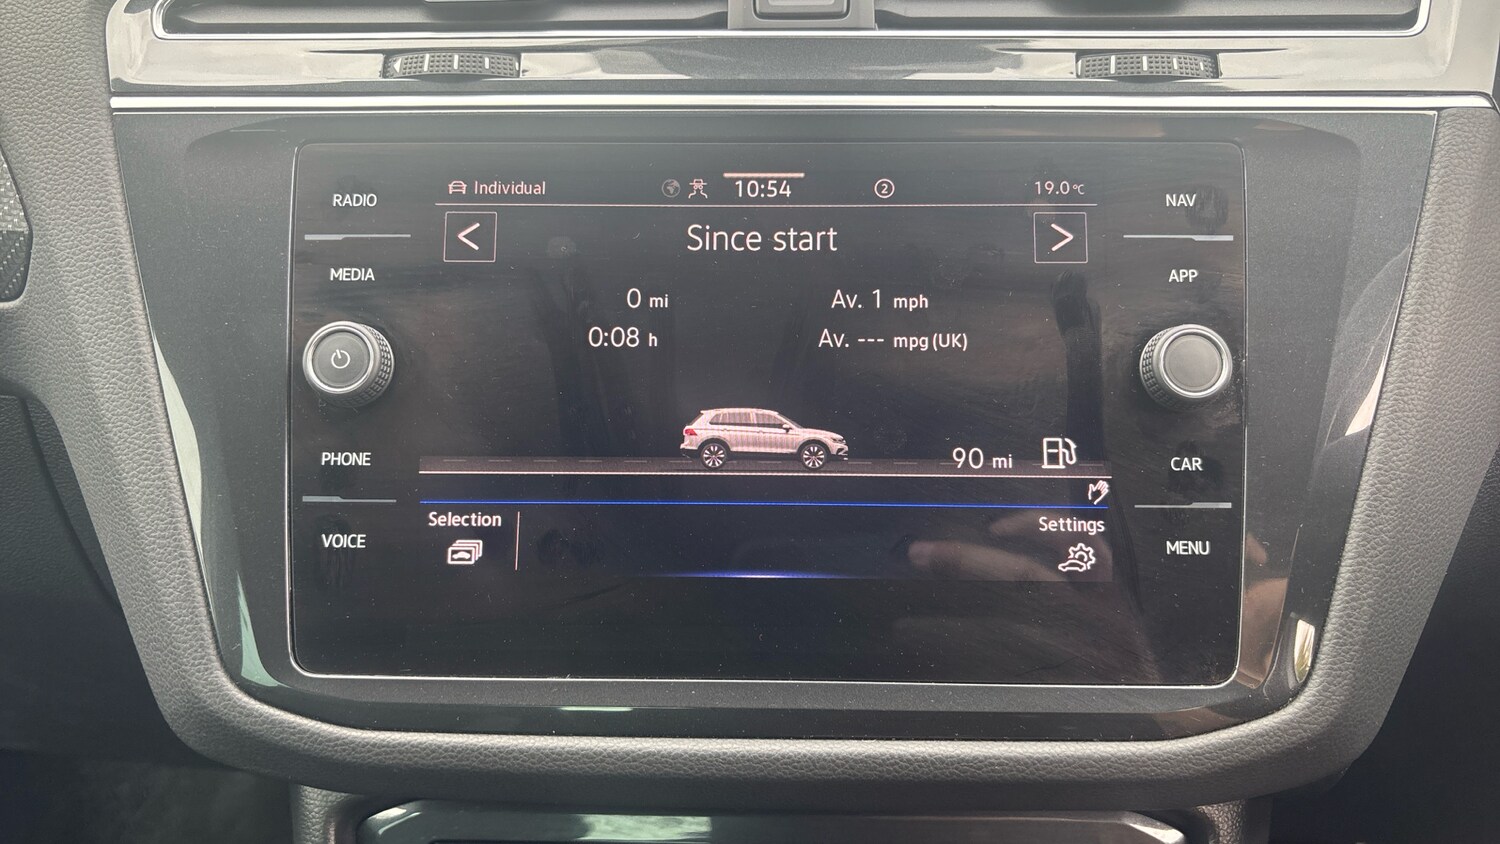 RADIO
MEDIA
PHONE
VOICE
Individual
10:54
2
19.0°C
<
Since start
>
0 mi
Av. 1 mph
0:08 h
Av. --- mpg (UK)
90 mi
Selection
Settings
NAV
APP
CAR
MENU